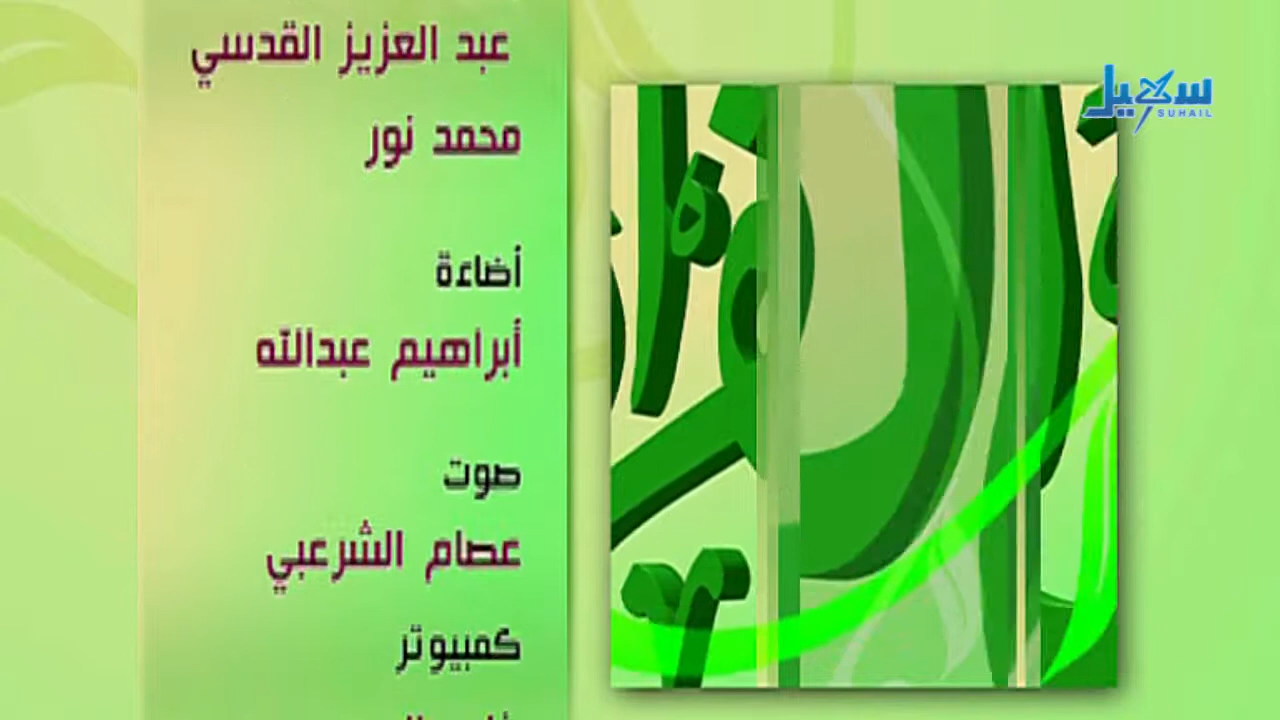 عبد العزيز القدسي
محمد نور
أضاءة
أبراهيم عبدالله
صوت
عصام الشرعبي
كمبيوتر
سهيل
SUHAIL